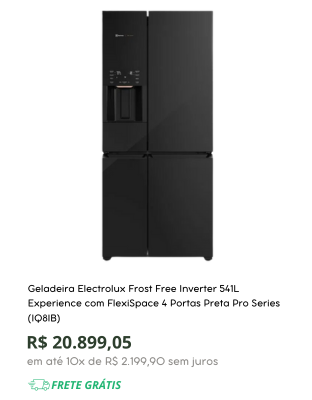 Geladeira Electrolux Frost Free Inverter 541L
Experience com FlexiSpace 4 Portas Preta Pro Series
(IQ8IB)
R$ 20.899,05
em até 10x de R$ 2.199,90 sem juros
FRETE GRÁTIS